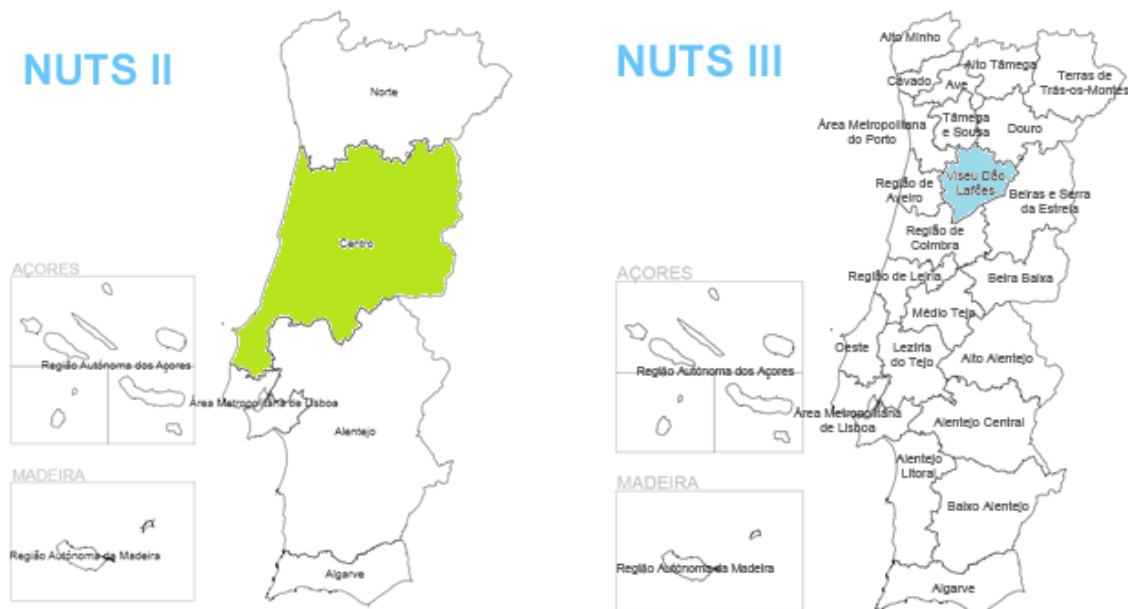 NUTS II
Norte
Centro
AÇORES
Região Autónoma dos Açores
Área Metropolitana de Lisboa
Alentejo
MADEIRA
Região Autónoma da Madeira
Algarve
NUTS III
Alto Minho
Alto Tâmega
Cávado
Ave
Terras de
Trás-os-Montes
Área Metropolitana
do Porto
Tâmega
e Sousa
Douro
Viseu Dão
Lafões
Região de
Aveiro
Beiras e Serra
da Estrela
Região de
Coimbra
AÇORES
Região de Leiria
Beira Baixa
Médio Tejo
Oeste
Lezíria
do Tejo
Alto Alentejo
Região Autónoma dos Açores
Área Metropolitana
de Lisboa
Alentejo Central
Alentejo
Litoral
MADEIRA
Baixo Alentejo
Região Autónoma da Madeira
Algarve